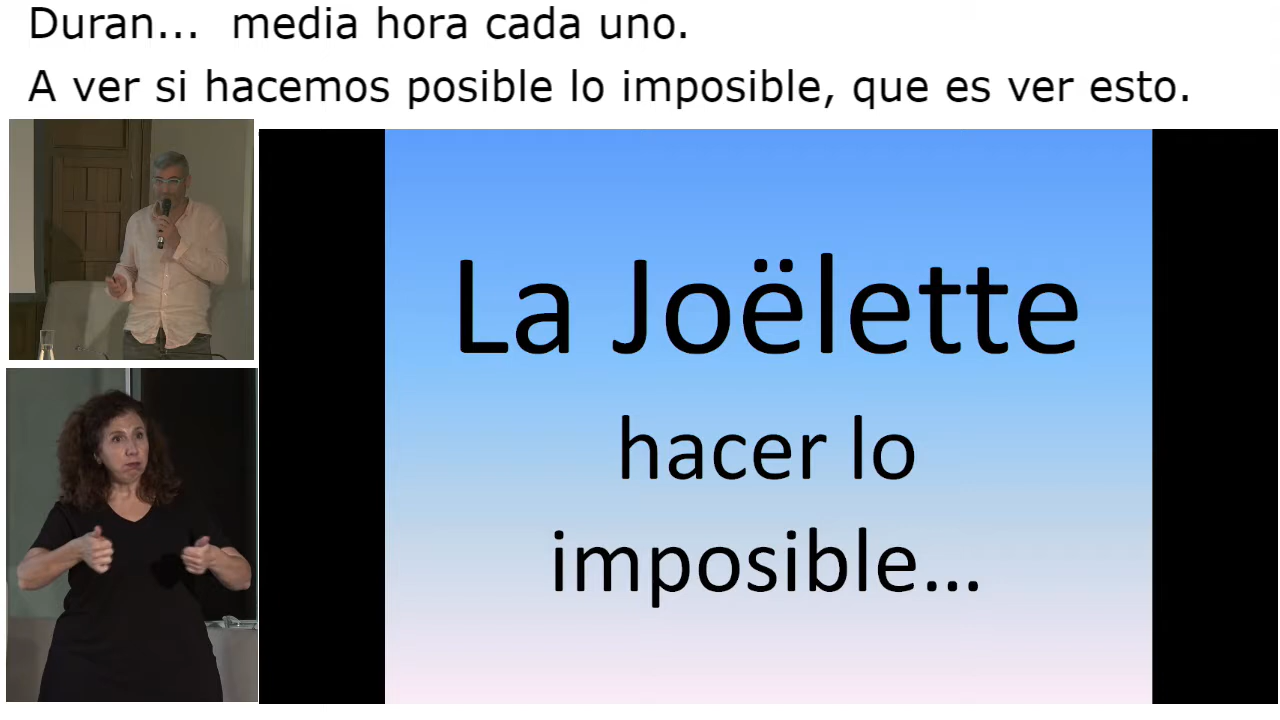 Duran... media hora cada uno.
A ver si hacemos posible lo imposible, que es ver esto.
La Joëlette
hacer lo
imposible...